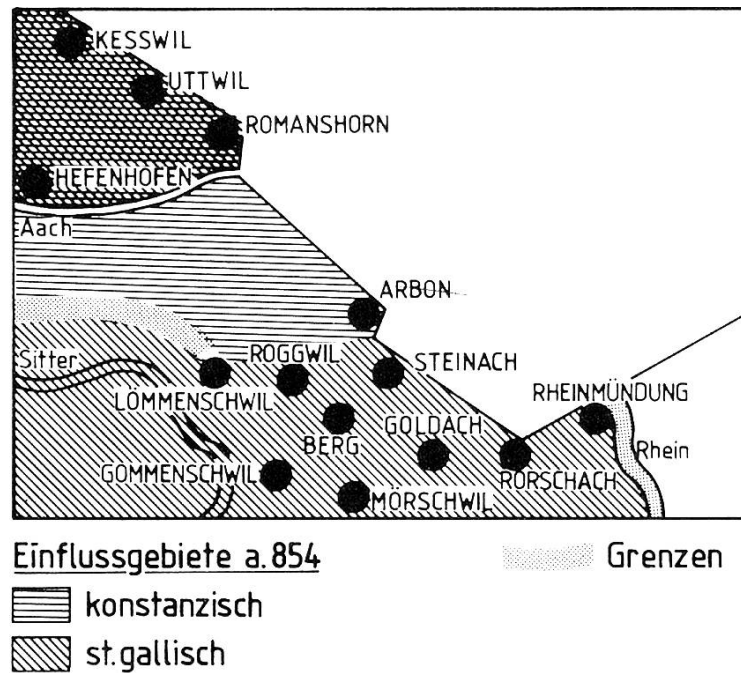 KESSWIL
UTTWIL
ROMANSHORN
HEFENHOFEN
Aach
ARBON
Sitter
ROGGWIL
STEINACH
LÖMMENSCHWIL
RHEINMÜNDUNG
GOLDACH
BERG
Rhein
GOMMENSCHWIL
RORSCHACH
MÖRSCHWIL
Einflussgebiete a.854
Grenzen
konstanzisch
st.gallisch